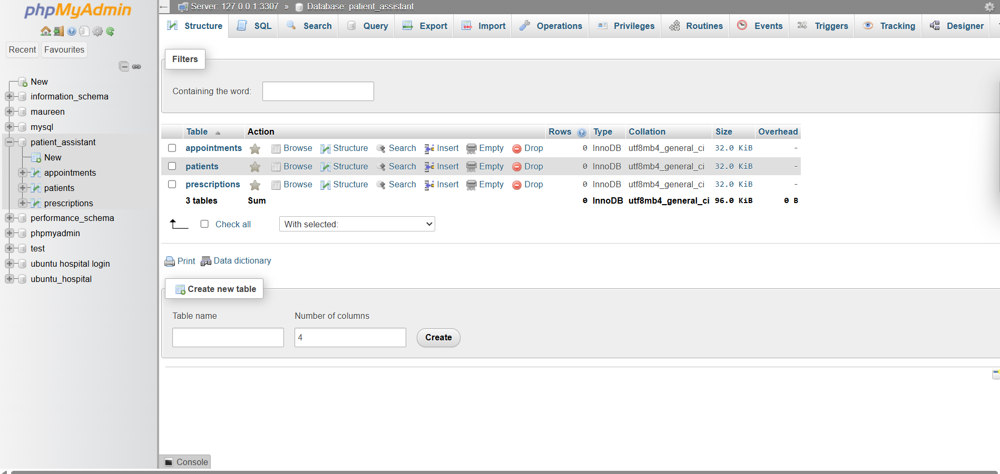 phpMyAdmin
Recent Favourites
New
information_schema
maureen
mysql
patient_assistant
New
appointments
patients
prescriptions
performance_schema
phpmyadmin
test
ubuntu hospital login
ubuntu_hospital
Server: 127.0.0.1:3307 » Database: patient_assistant
Structure SQL Search Query Export Import Operations Privileges Routines Events Triggers Tracking Designer
Filters
Containing the word:
Table Action Rows Type Collation Size Overhead
appointments Browse Structure Search Insert Empty Drop 0 InnoDB utf8mb4_general_ci 32.0 KiB -
patients Browse Structure Search Insert Empty Drop 0 InnoDB utf8mb4_general_ci 32.0 KiB -
prescriptions Browse Structure Search Insert Empty Drop 0 InnoDB utf8mb4_general_ci 32.0 KiB -
3 tables Sum 0 InnoDB utf8mb4_general_ci 96.0 KiB 0 B
Check all With selected:
Print Data dictionary
Create new table
Table name Number of columns
4 Create
Console